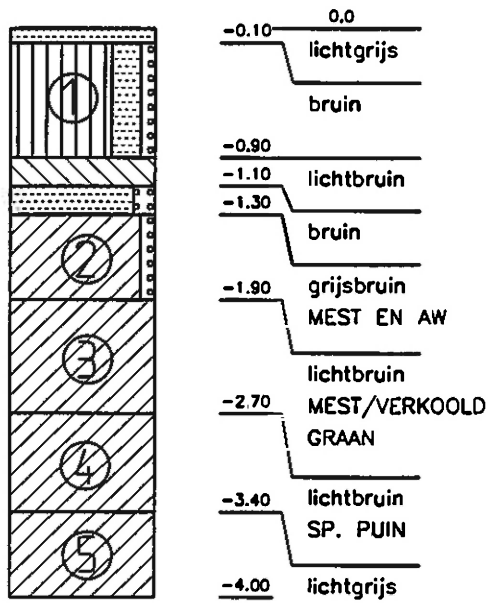 0.0
-0.10
lichtgrijs
1
bruin
-0.90
-1.10
lichtbruin
-1.30
bruin
2
-1.90
grijsbruin
MEST EN AW
3
lichtbruin
-2.70
MEST/VERKOOLD
GRAAN
4
lichtbruin
-3.40
SP. PUIN
5
-4.00
lichtgrijs